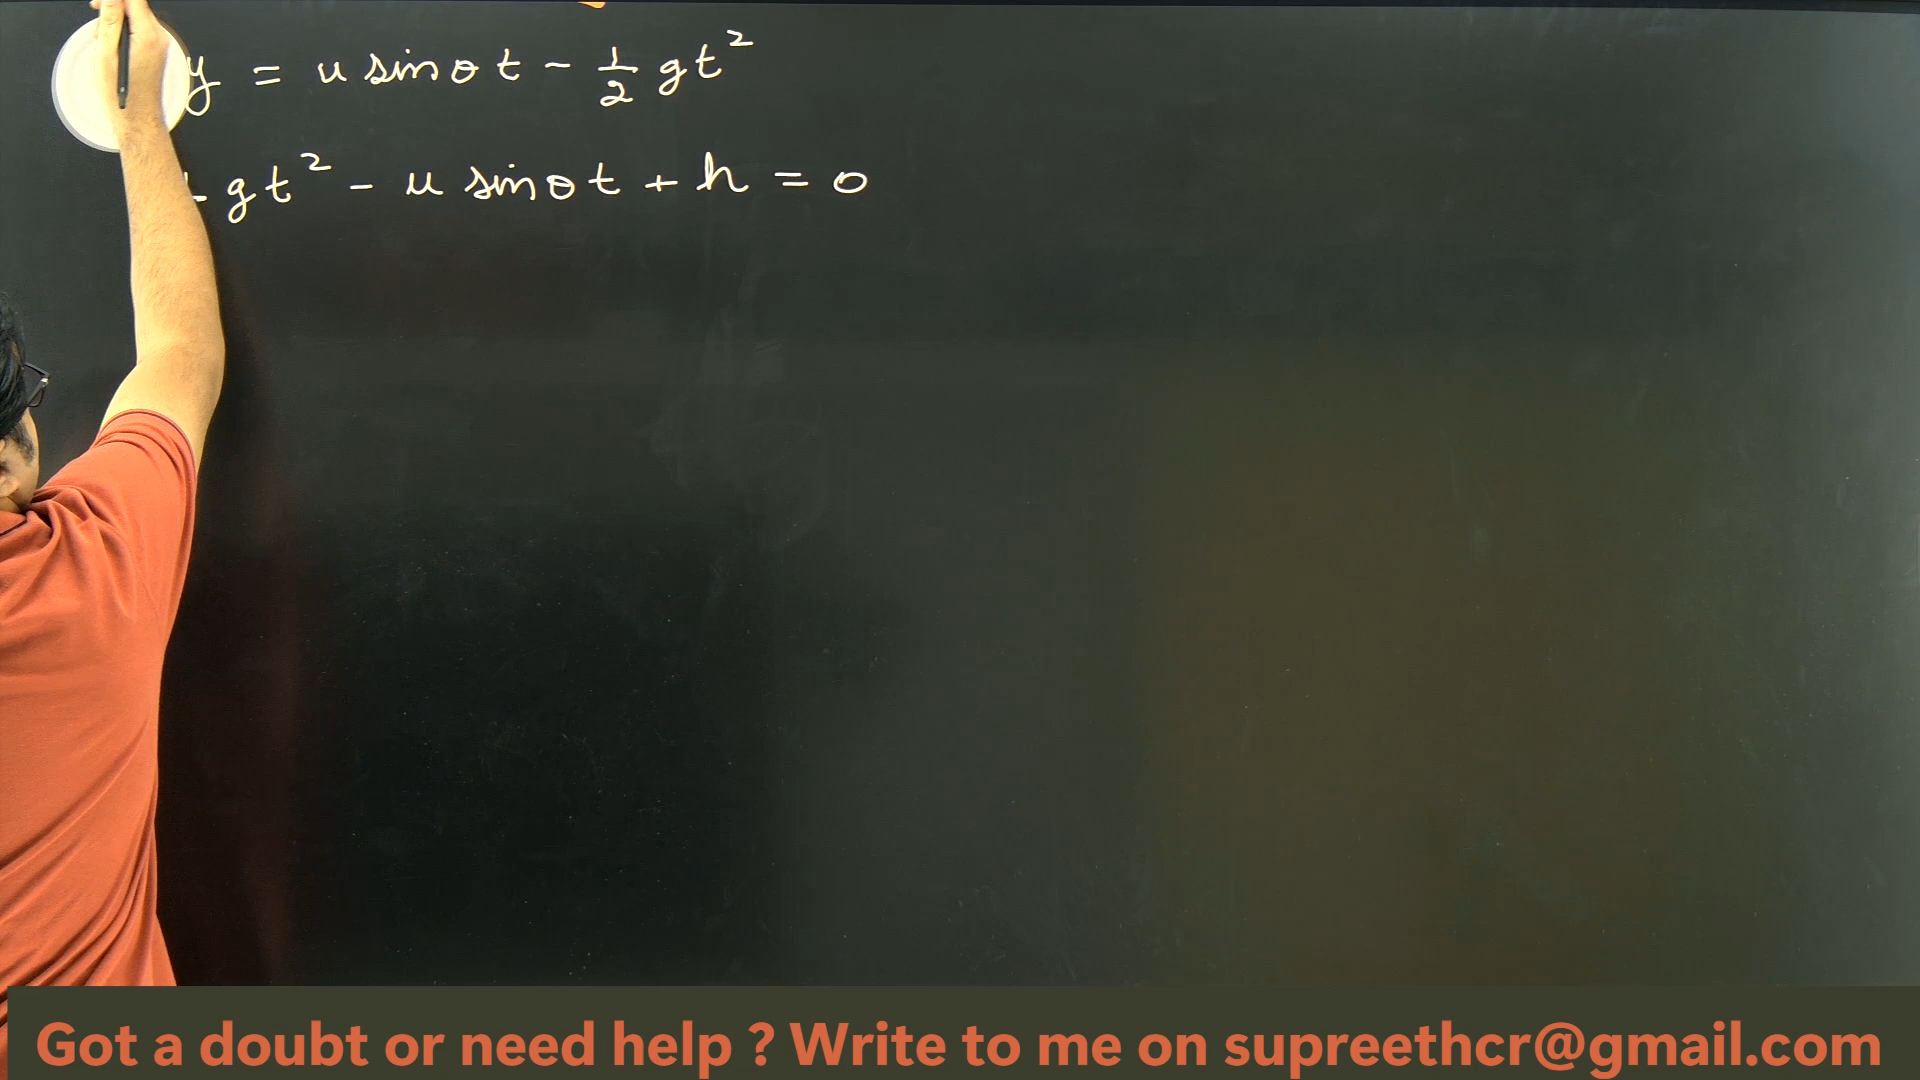 y = u sinθ t - 1/2 gt²
gt² - u sinθ t + h = 0
Got a doubt or need help ? Write to me on supreethcr@gmail.com